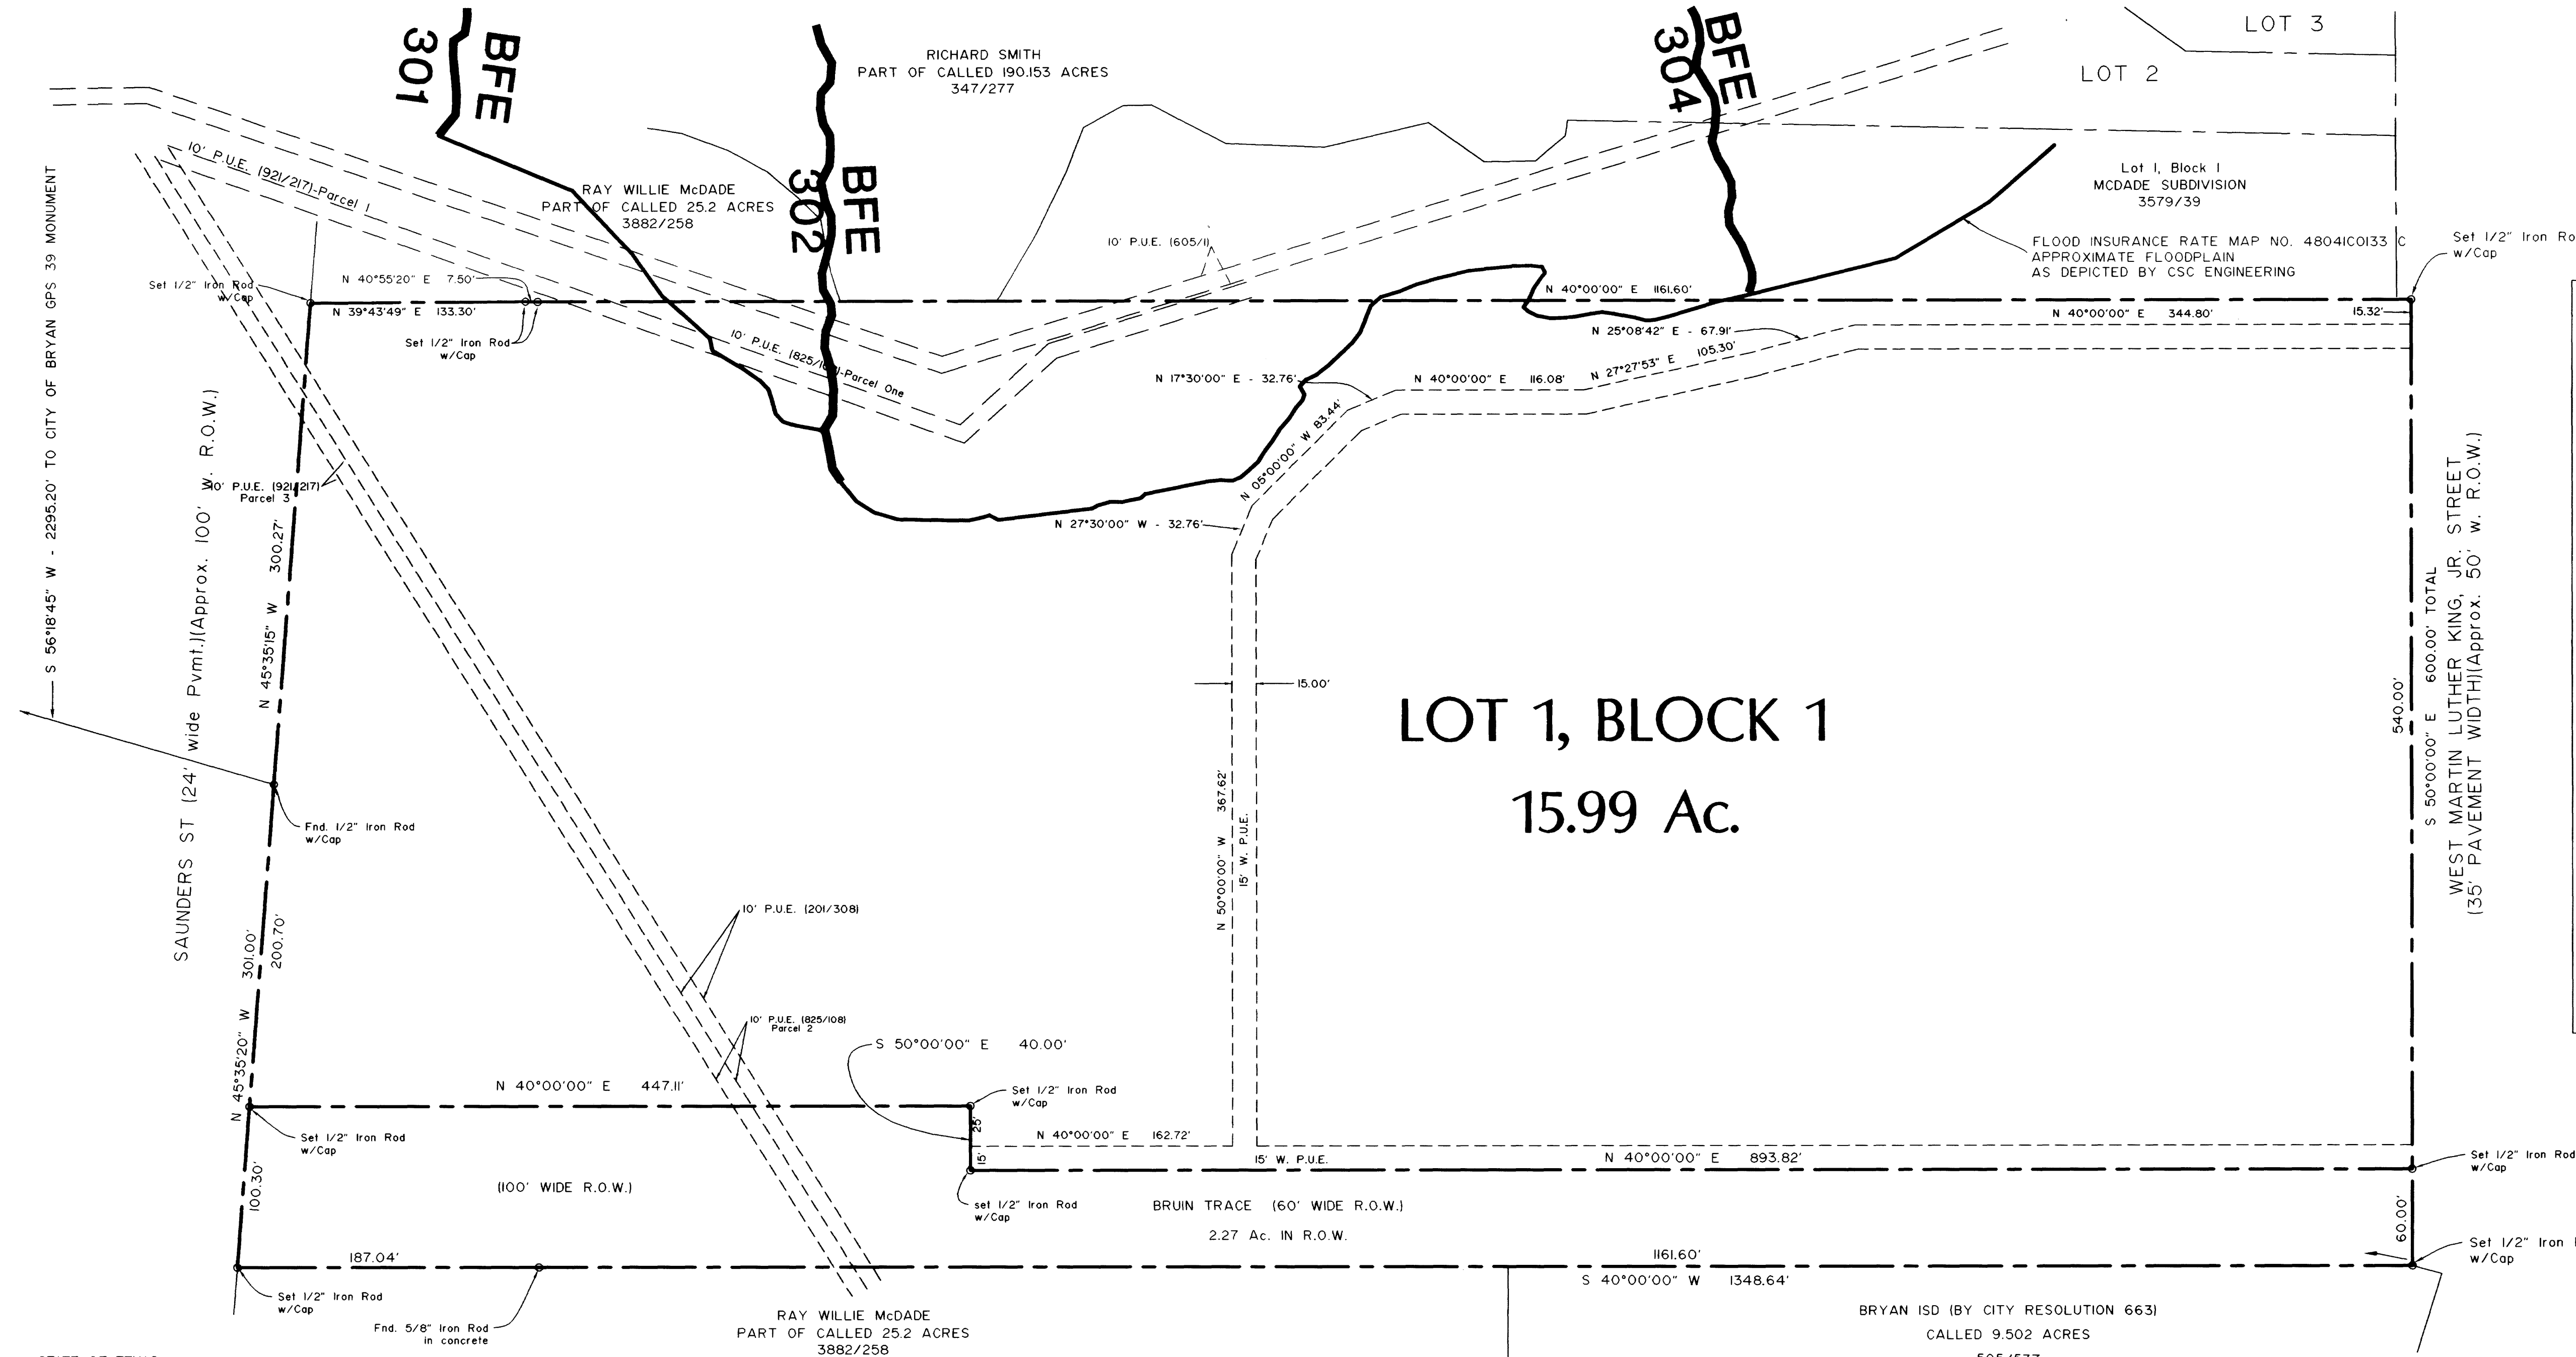 BFE
301
RICHARD SMITH
PART OF CALLED 190.153 ACRES
347/277
BFE
304
LOT 3
LOT 2
10' P.U.E. (921/217)-Parcel 1
RAY WILLIE McDADE
PART OF CALLED 25.2 ACRES
3882/258
BFE
302
10' P.U.E. (605/1)
Lot 1, Block 1
MCDADE SUBDIVISION
3579/39
FLOOD INSURANCE RATE MAP NO. 48041C0133 C
APPROXIMATE FLOODPLAIN
AS DEPICTED BY CSC ENGINEERING
Set 1/2" Iron
w/Cap
S 56°18'45" W - 2295.20' TO CITY OF BRYAN GPS 39 MONUMENT
Set 1/2" Iron Rod
w/Cap
N 40°55'20" E 7.50'
N 39°43'49" E 133.30'
Set 1/2" Iron Rod
w/Cap
N 40°00'00" E 1161.60'
N 40°00'00" E 344.80'
15.32'
N 25°08'42" E - 67.91'
N 27°27'53" E 105.30'
N 40°00'00" E 116.08'
N 17°30'00" E - 32.76'
N 05°00'00" W 83.44'
N 27°30'00" W - 32.76'
10' P.U.E. Parcel One
10' P.U.E. (921/217)
Parcel 3
SAUNDERS ST (24' wide Pvmt.)(Approx. 100' w. R.O.W.)
N 45°35'15" W 300.27'
Fnd. 1/2" Iron Rod
w/Cap
15.00'
LOT 1, BLOCK 1
15.99 Ac.
N 50°00'00" W 367.62'
15' W. P.U.E.
540.00'
S 50°00'00" E 600.00' TOTAL
WEST MARTIN LUTHER KING, JR. STREET
(35' PAVEMENT WIDTH)(Approx. 50' w. R.O.W.)
N 45°35'20" W 301.00'
200.70'
10' P.U.E. (201/308)
10' P.U.E. (825/108)
Parcel 2
S 50°00'00" E 40.00'
N 40°00'00" E 447.11'
Set 1/2" Iron Rod
w/Cap
25'
15'
Set 1/2" Iron Rod
w/Cap
N 40°00'00" E 162.72'
15' W. P.U.E.
N 40°00'00" E 893.82'
Set 1/2" Iron Rod
w/Cap
100.30'
(100' WIDE R.O.W.)
set 1/2" Iron Rod
w/Cap
BRUIN TRACE (60' WIDE R.O.W.)
2.27 Ac. IN R.O.W.
60.00'
Set 1/2" Iron
w/Cap
187.04'
1161.60'
S 40°00'00" W 1348.64'
Set 1/2" Iron Rod
w/Cap
Fnd. 5/8" Iron Rod
in concrete
RAY WILLIE McDADE
PART OF CALLED 25.2 ACRES
3882/258
BRYAN ISD (BY CITY RESOLUTION 663)
CALLED 9.502 ACRES